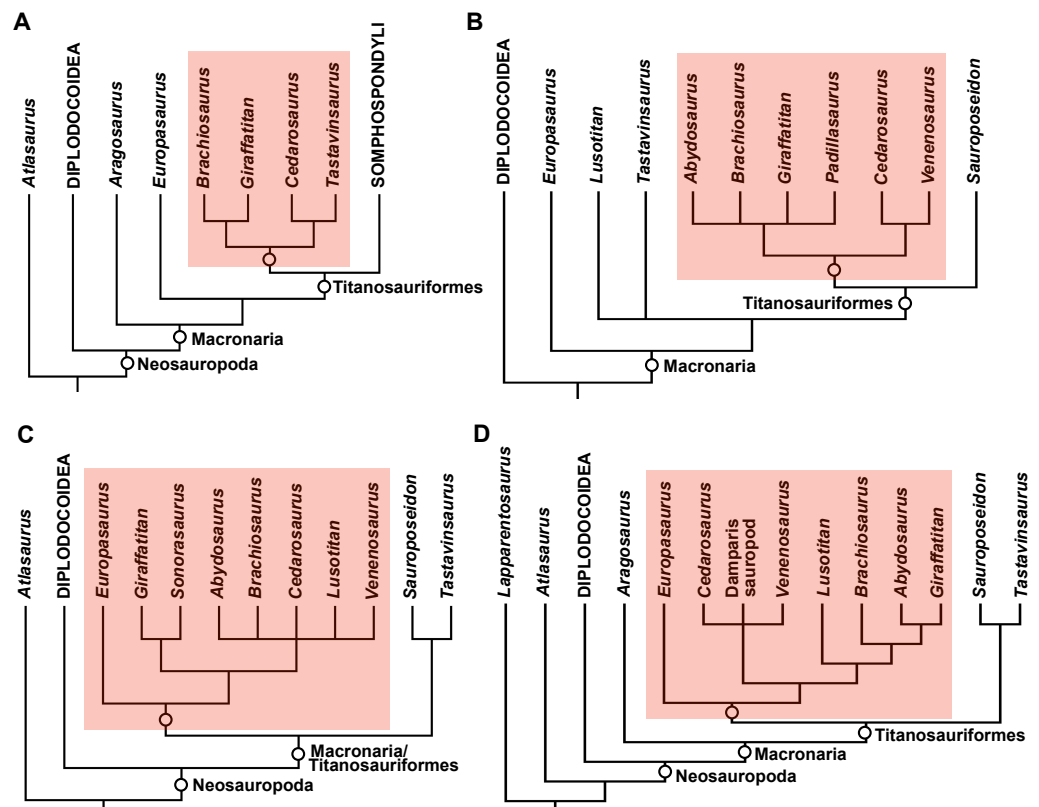 A
Atlasaurus
DIPLODOCOIDEA
Aragosaurus
Europasaurus
Brachiosaurus
Giraffatitan
Cedarosaurus
Tastavinsaurus
SOMPHOSPONDYLI
Titanosauriformes
Macronaria
Neosauropoda
B
DIPLODOCOIDEA
Europasaurus
Lusotitan
Tastavinsaurus
Abydosaurus
Brachiosaurus
Giraffatitan
Padillasaurus
Cedarosaurus
Venenosaurus
Sauroposeidon
Titanosauriformes
Macronaria
C
Atlasaurus
DIPLODOCOIDEA
Europasaurus
Giraffatitan
Sonorasaurus
Abydosaurus
Brachiosaurus
Cedarosaurus
Lusotitan
Venenosaurus
Sauroposeidon
Tastavinsaurus
Macronaria/
Titanosauriformes
Neosauropoda
D
Lapparentosaurus
Atlasaurus
DIPLODOCOIDEA
Aragosaurus
Europasaurus
Cedarosaurus
Damparis
sauropod
Venenosaurus
Lusotitan
Brachiosaurus
Abydosaurus
Giraffatitan
Sauroposeidon
Tastavinsaurus
Titanosauriformes
Macronaria
Neosauropoda